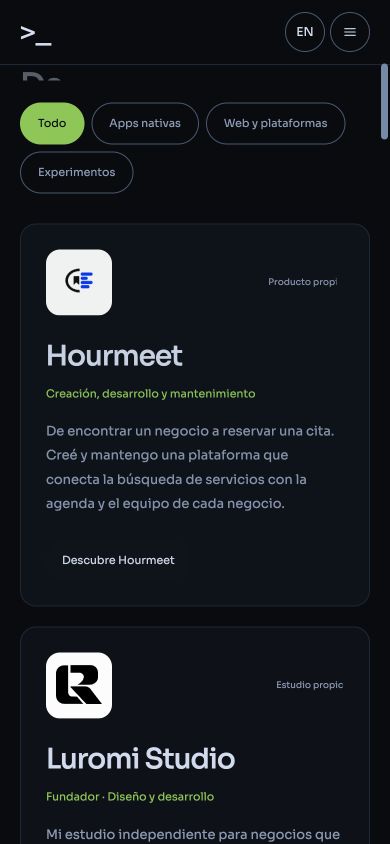 >_
EN
Todo
Apps nativas
Web y plataformas
Experimentos
Producto
Hourmeet
Creación, desarrollo y mantenimiento
De encontrar un negocio a reservar una cita.
Creé y mantengo una plataforma que
conecta la búsqueda de servicios con la
agenda y el equipo de cada negocio.
Descubre Hourmeet
Estudio
Luromi Studio
Fundador · Diseño y desarrollo
Mi estudio independiente para negocios que